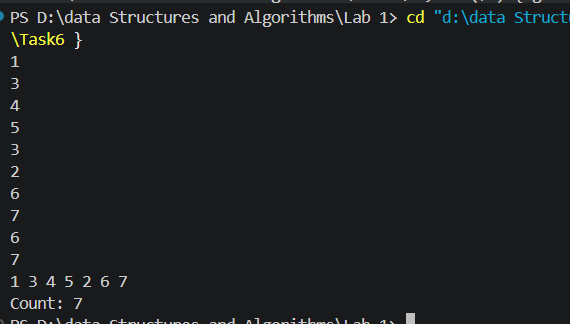 PS D:\data Structures and Algorithms\Lab 1> cd "d:\data Struct
\Task6 }
1
3
4
5
3
2
6
7
6
7
1 3 4 5 2 6 7
Count: 7
PS D:\data Structures and Algorithms\Lab 1>